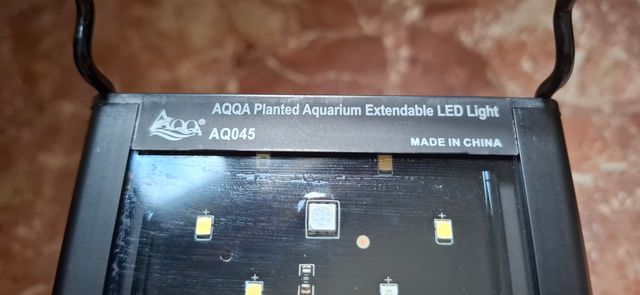 AQQA Planted Aquarium Extendable LED Light
AQQA® AQ045
MADE IN CHINA